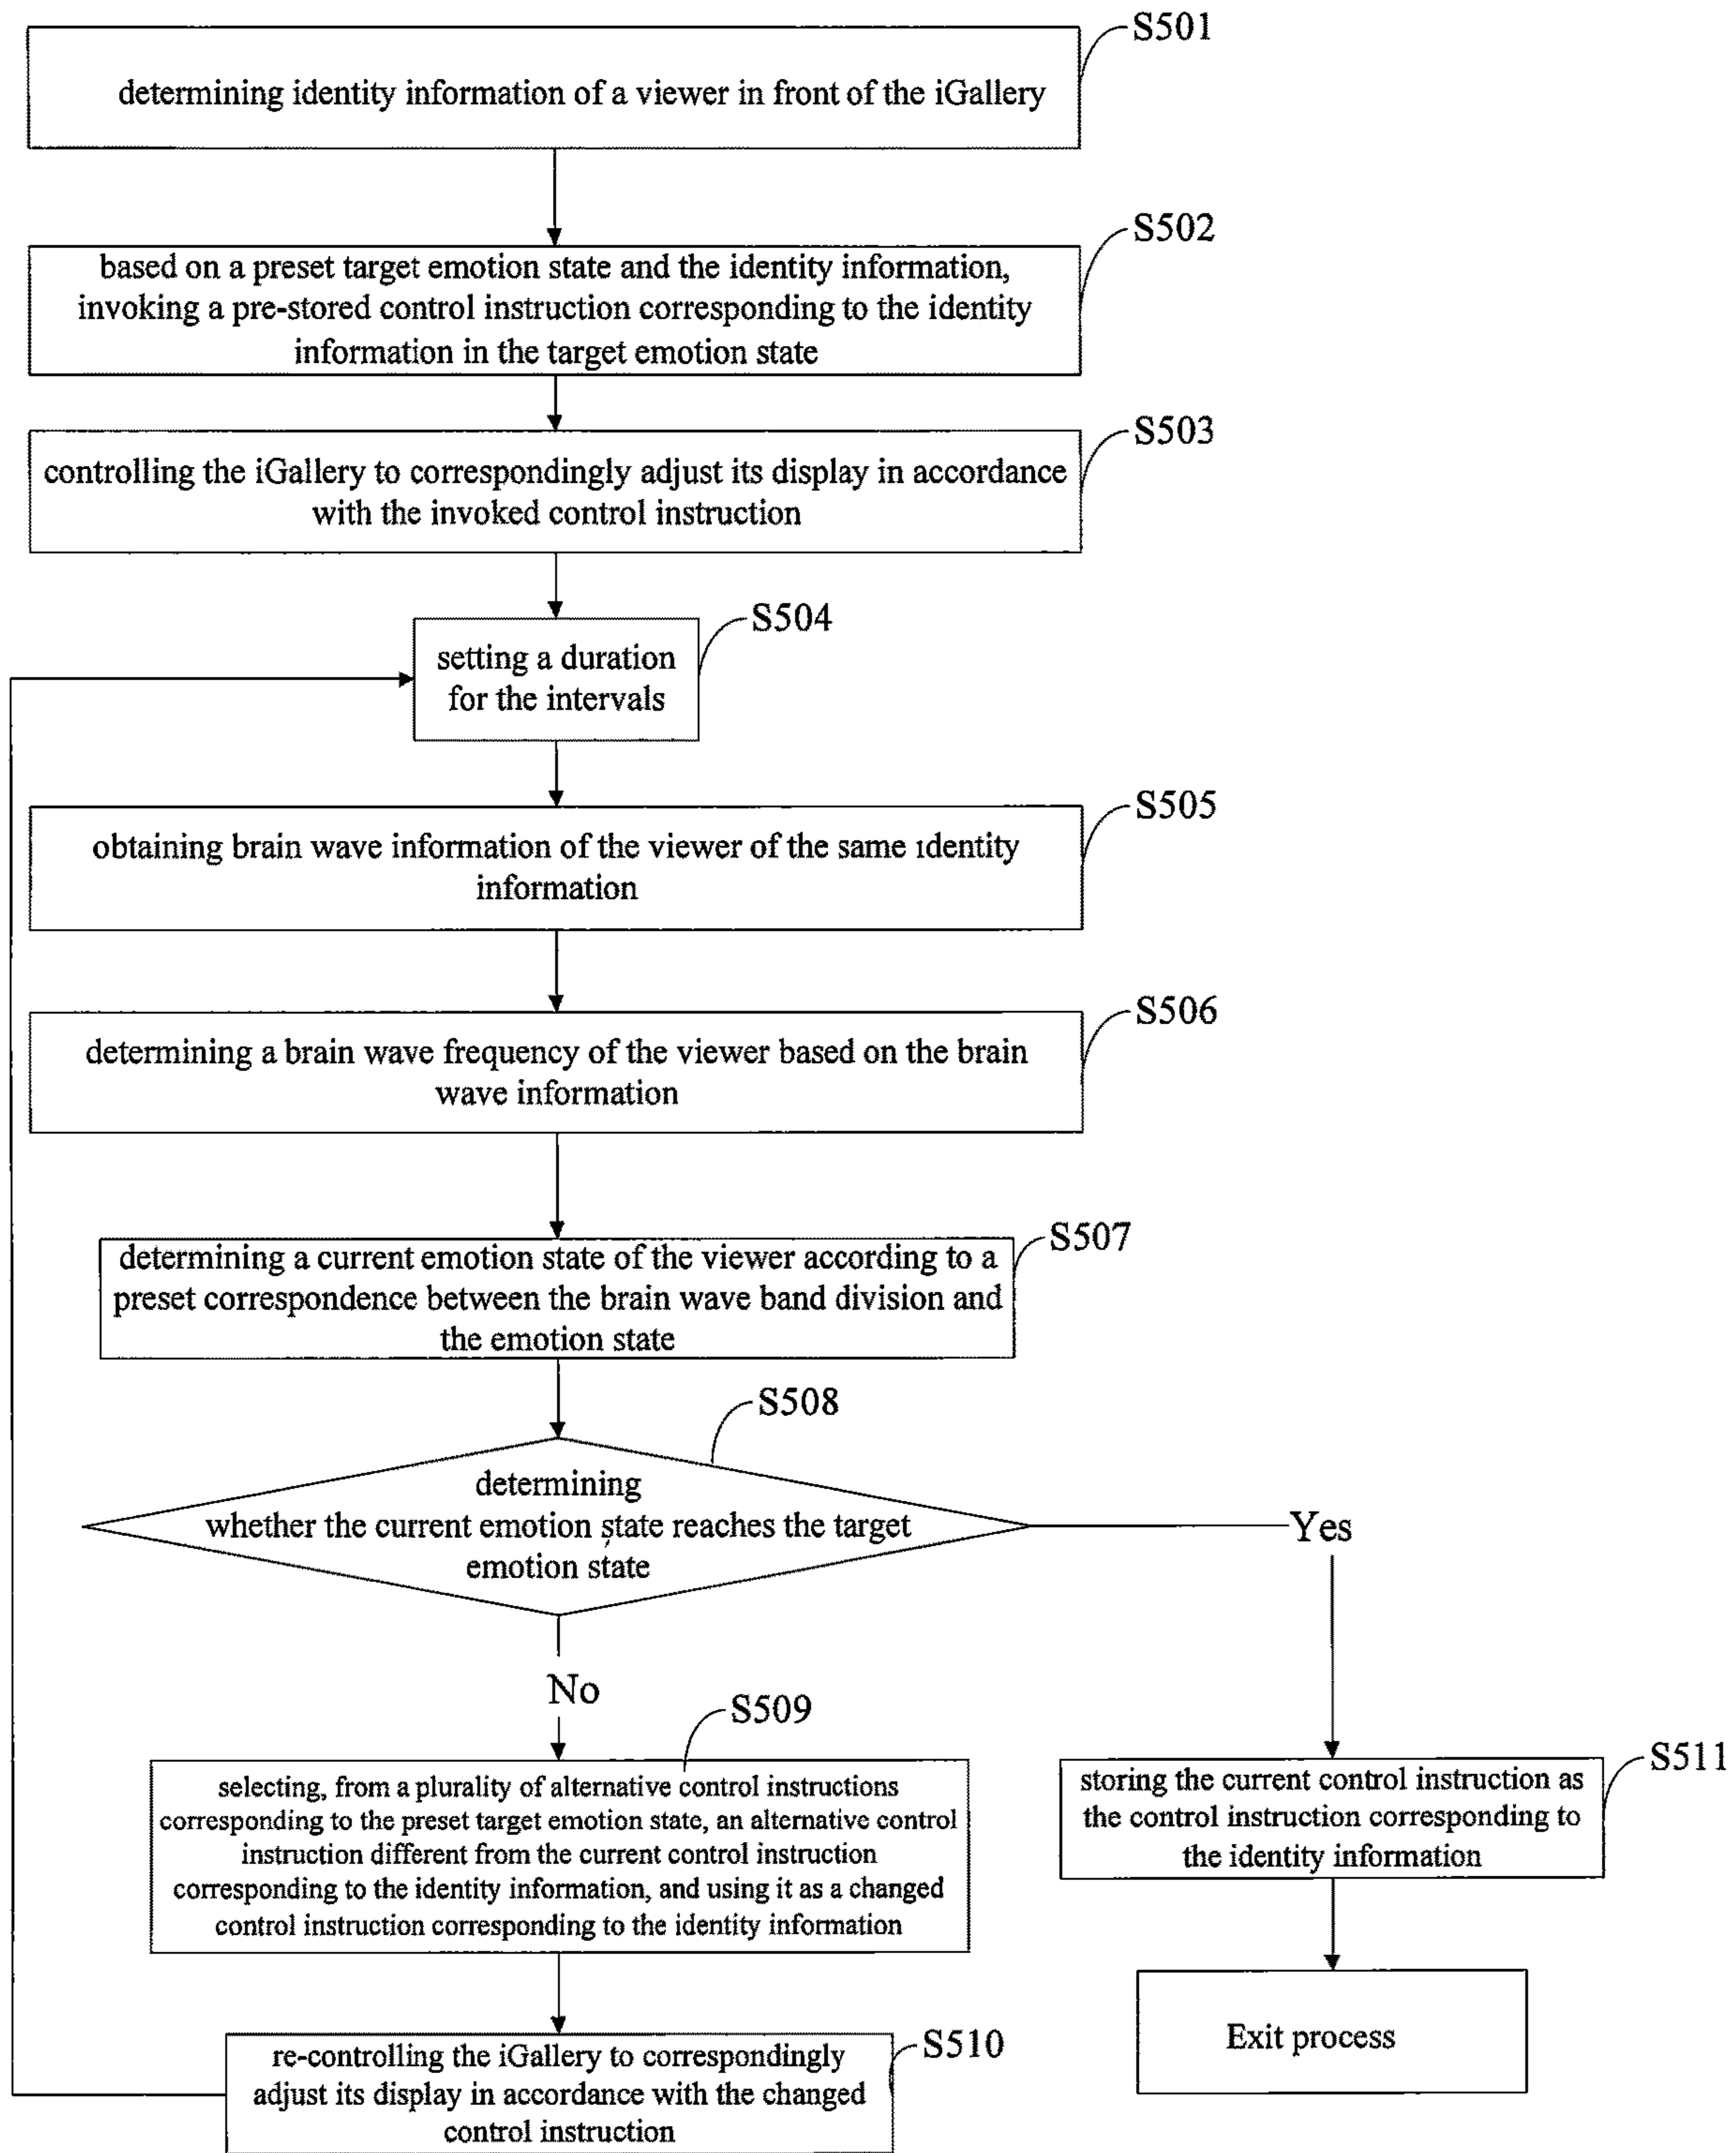 S501
determining identity information of a viewer in front of the iGallery
S502
based on a preset target emotion state and the identity information,
invoking a pre-stored control instruction corresponding to the identity
information in the target emotion state
S503
controlling the iGallery to correspondingly adjust its display in accordance
with the invoked control instruction
S504
setting a duration
for the intervals
S505
obtaining brain wave information of the viewer of the same identity
information
S506
determining a brain wave frequency of the viewer based on the brain
wave information
S507
determining a current emotion state of the viewer according to a
preset correspondence between the brain wave band division and
the emotion state
S508
determining
whether the current emotion state reaches the target
emotion state
Yes
No
S509
selecting, from a plurality of alternative control instructions
corresponding to the preset target emotion state, an alternative control
instruction different from the current control instruction
corresponding to the identity information, and using it as a changed
control instruction corresponding to the identity information
S511
storing the current control instruction as
the control instruction corresponding to
the identity information
Exit process
S510
re-controlling the iGallery to correspondingly
adjust its display in accordance with the changed
control instruction